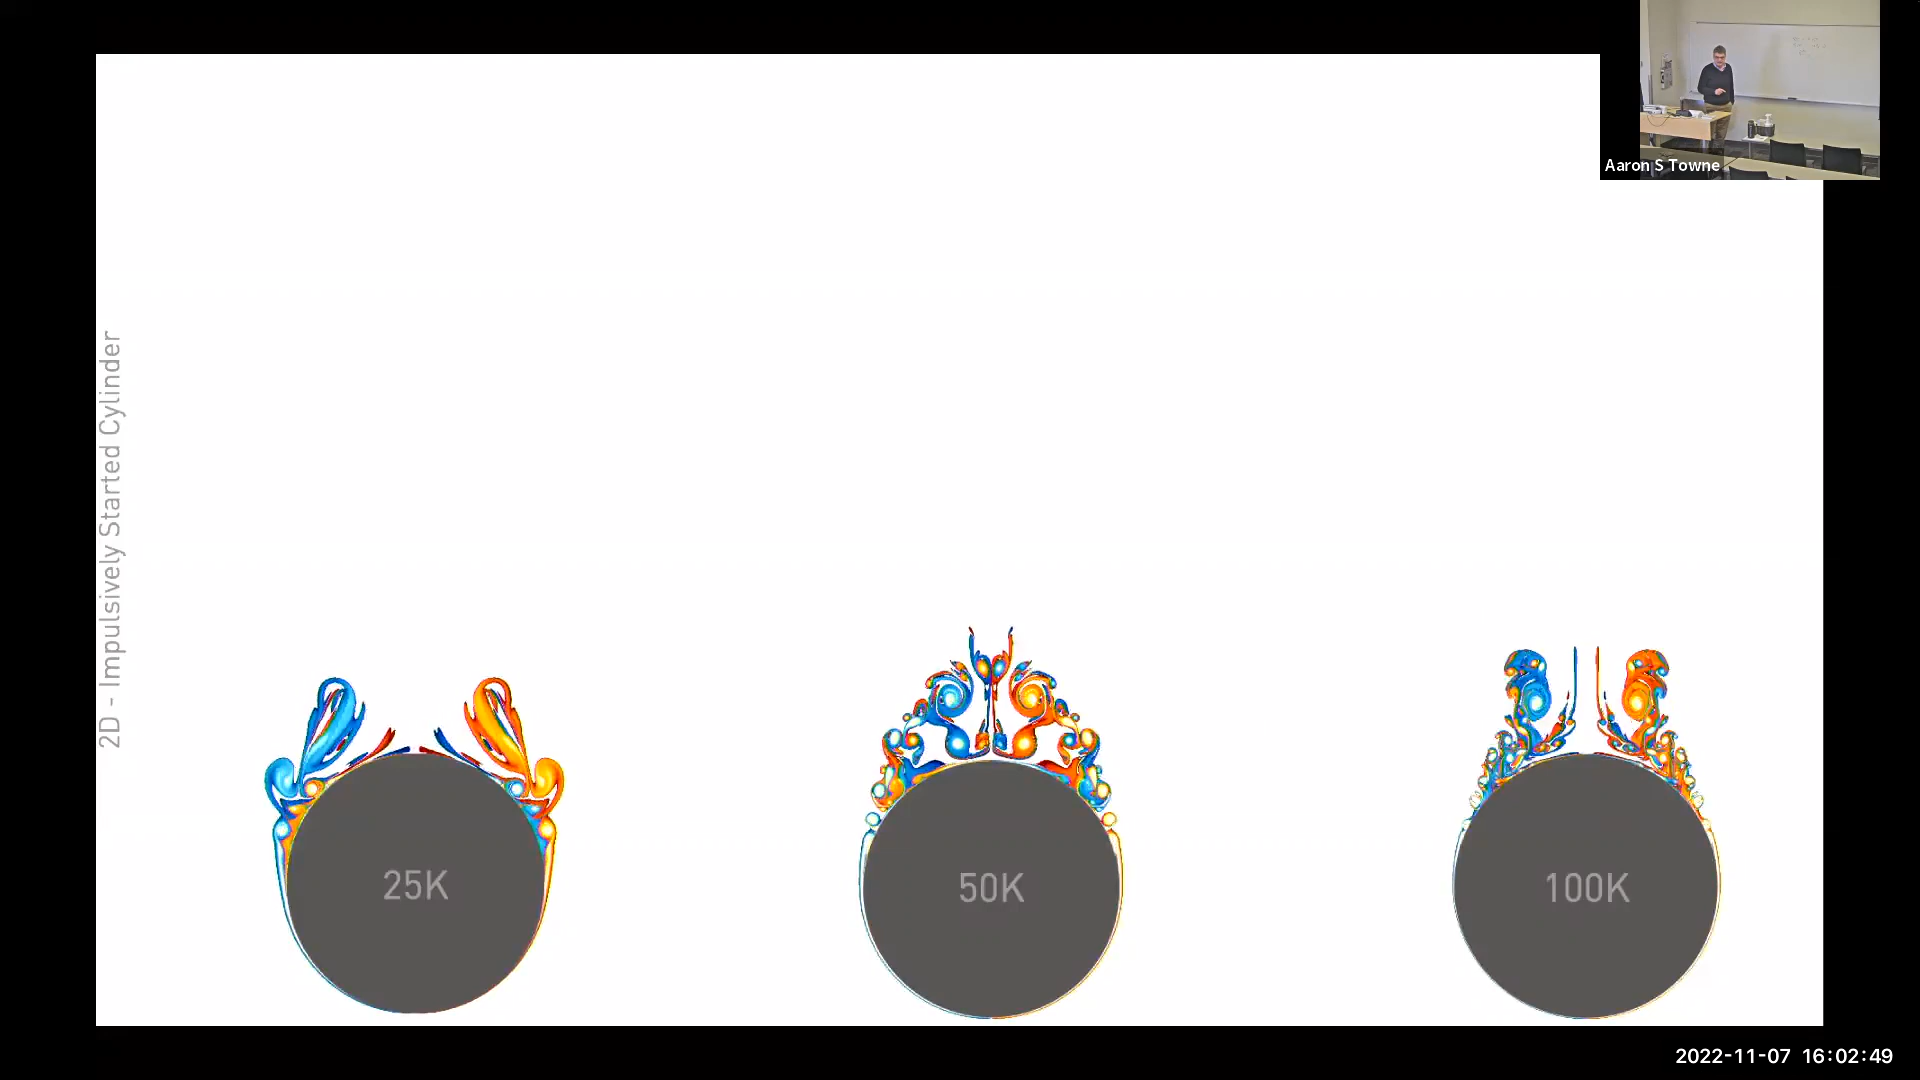 Aaron S Towne
2D - Impulsively Started Cylinder
25K
50K
100K
2022-11-07 16:02:49